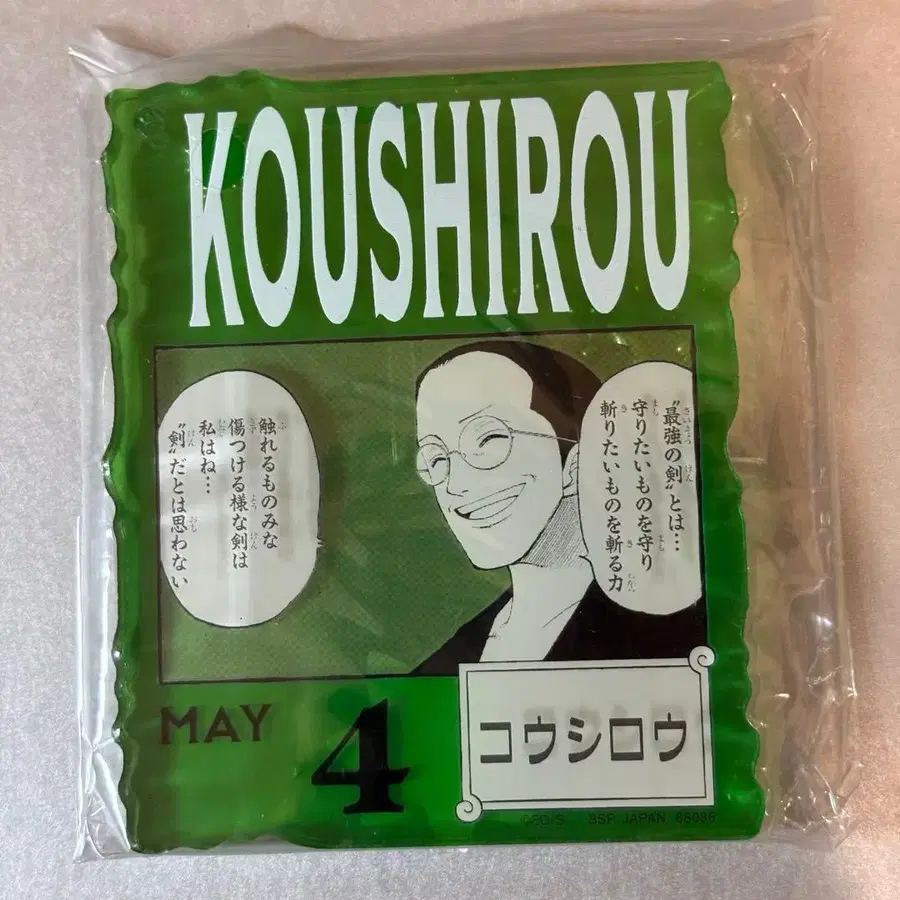 KOUSHIROU
“最強の剣”とは…
守りたいものを守り
斬りたいものを斬る力
触れるものみな
傷つける様な剣は
私はね…
“剣”だとは思わない
MAY
4
コウシロウ
BSP JAPAN